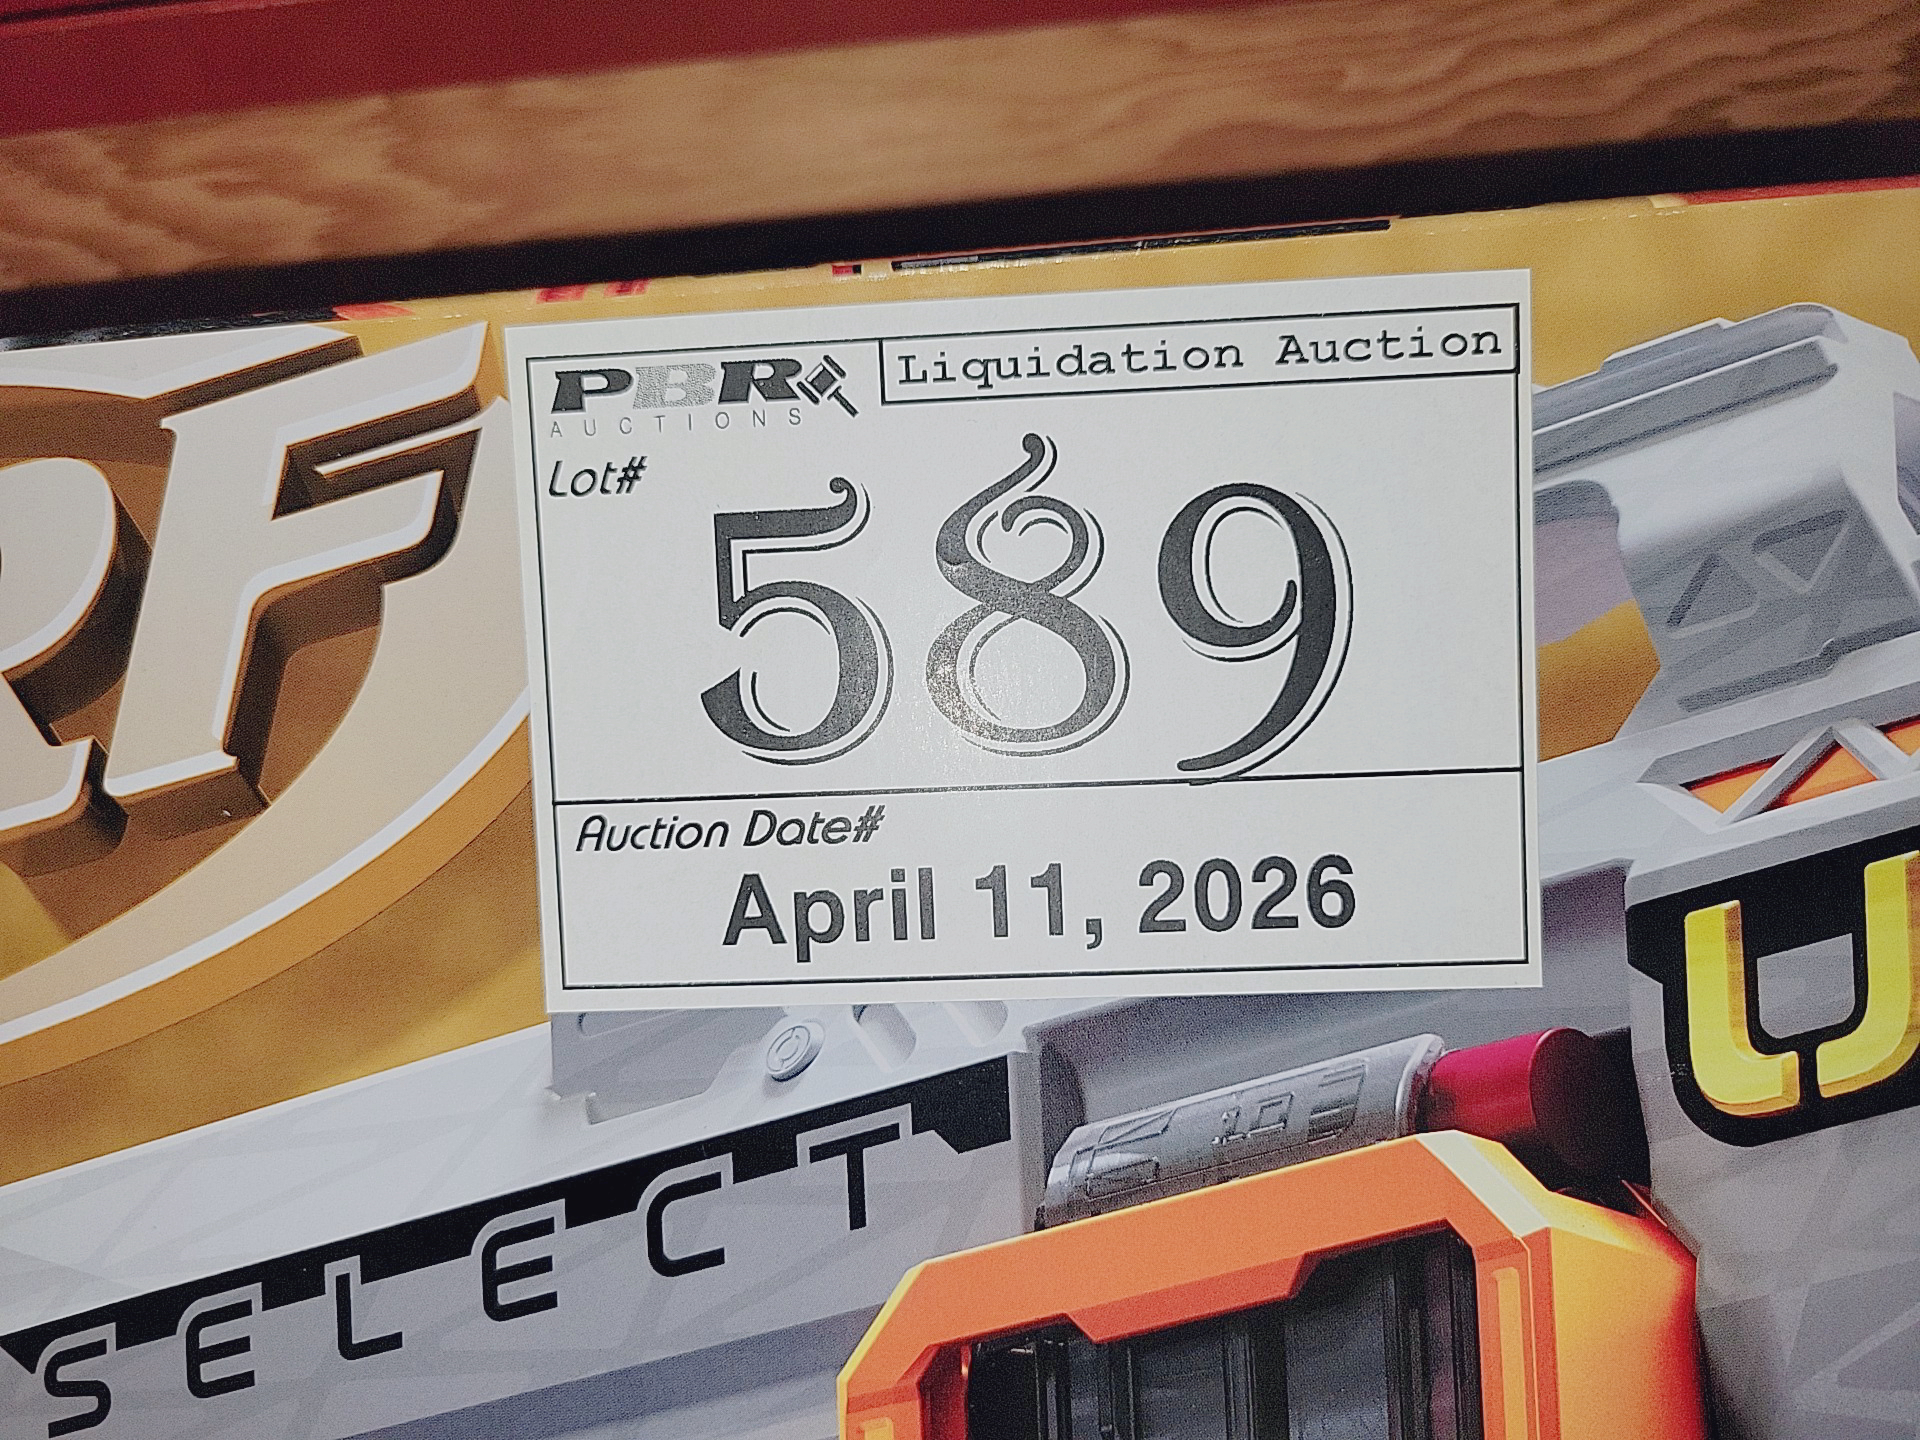 RF
PBR
AUCTIONS
Liquidation Auction
Lot#
589
Auction Date#
April 11, 2026
U
SELECT